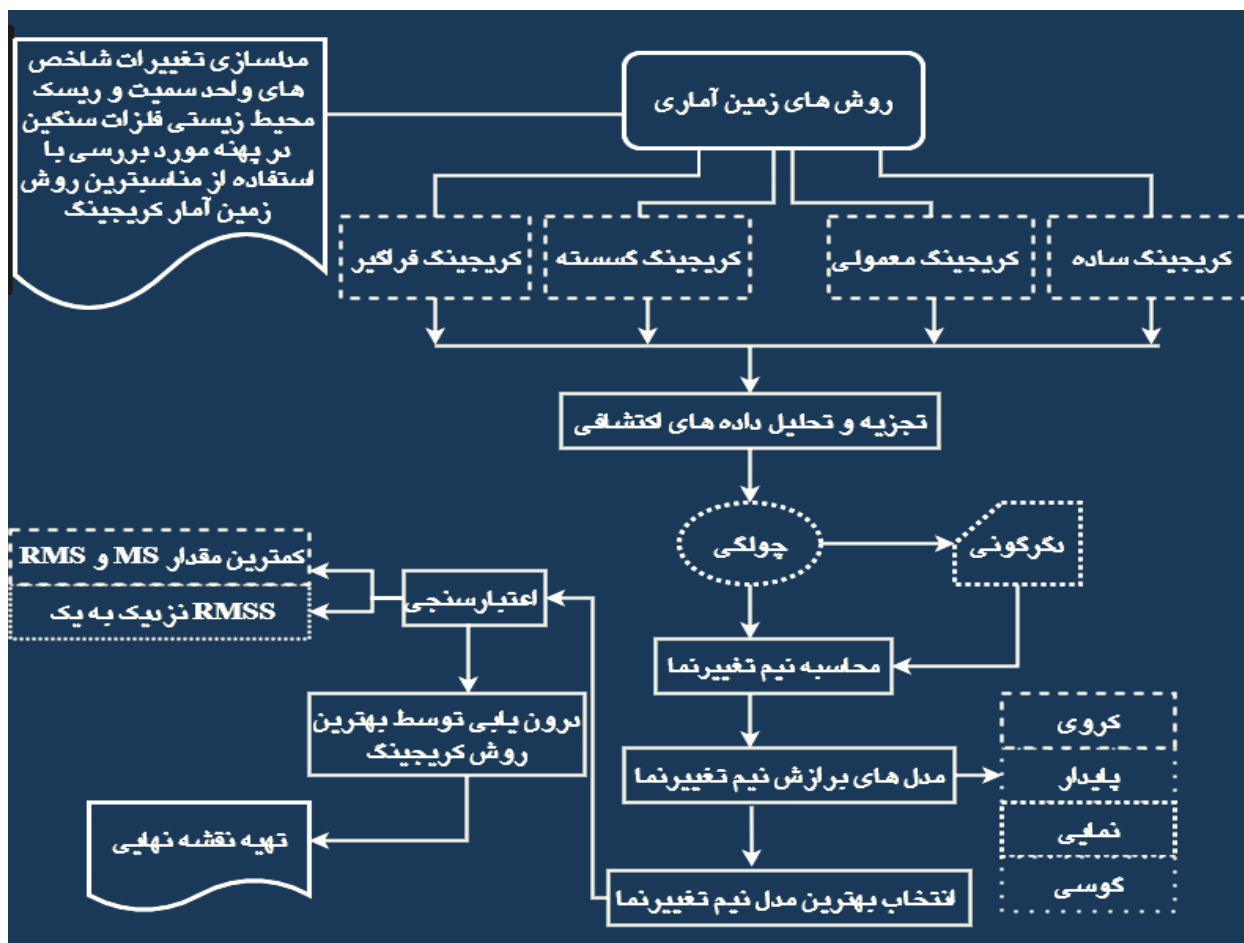 مدلسازی تغییرات شاخص
های واحد سمیت و ریسک
محیط زیستی فلزات سنگین
در پهنه مورد بررسی با
استفاده از مناسبترین روش
زمین آمار کریجینگ
روش های زمین آماری
کریجینگ ساده
کریجینگ معمولی
کریجینگ گسسته
کریجینگ فراگیر
تجزیه و تحلیل داده های اکتشافی
چولگی
دگرگونی
محاسبه نیم تغییرنما
مدل های برازش نیم تغییرنما
کروی
پایدار
نمایی
گوسی
انتخاب بهترین مدل نیم تغییرنما
اعتبارسنجی
کمترین مقدار MS و RMS
RMSS نزدیک به یک
درون یابی توسط بهترین
روش کریجینگ
تهیه نقشه نهایی